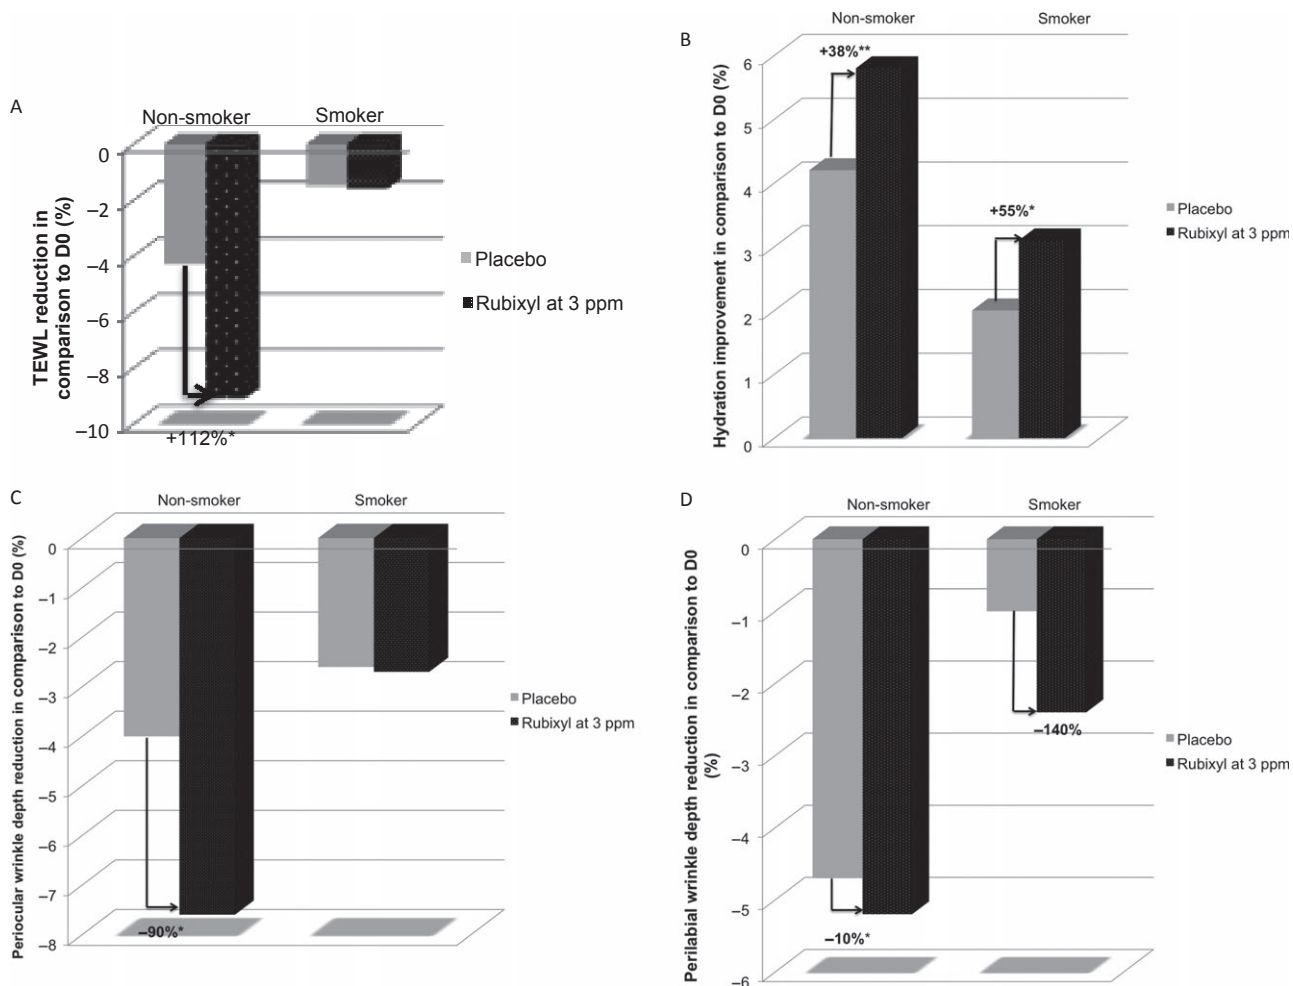 A
Non-smoker Smoker
TEWL reduction in
comparison to D0 (%)
0
–2
–4
–6
–8
–10
+112%*
Placebo
Rubixyl at 3 ppm
B
Non-smoker Smoker
Hydration improvement in comparison to D0 (%)
6
5
4
3
2
1
0
+38%**
+55%*
Placebo
Rubixyl at 3 ppm
C
Non-smoker Smoker
Periocular wrinkle depth reduction in comparison to D0 (%)
0
–1
–2
–3
–4
–5
–6
–7
–8
–90%*
Placebo
Rubixyl at 3 ppm
D
Non-smoker Smoker
Perilabial wrinkle depth reduction in comparison to D0
(%)
0
–1
–2
–3
–4
–5
–6
–140%
–10%*
Placebo
Rubixyl at 3 ppm